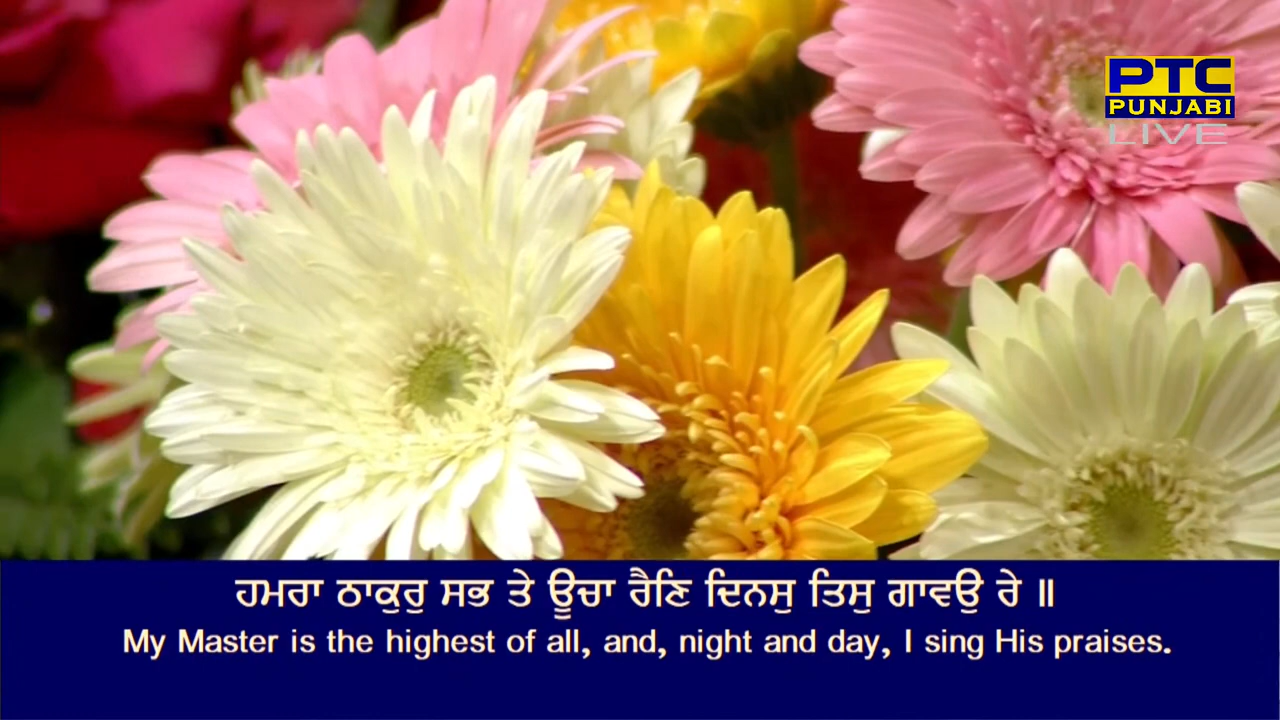 PTC
PUNJABI
LIVE
ਹਮਰਾ ਠਾਕੁਰੁ ਸਭ ਤੇ ਊਚਾ ਰੈਣਿ ਦਿਨਸੁ ਤਿਸੁ ਗਾਵਉ ਰੇ ॥
My Master is the highest of all, and, night and day, I sing His praises.